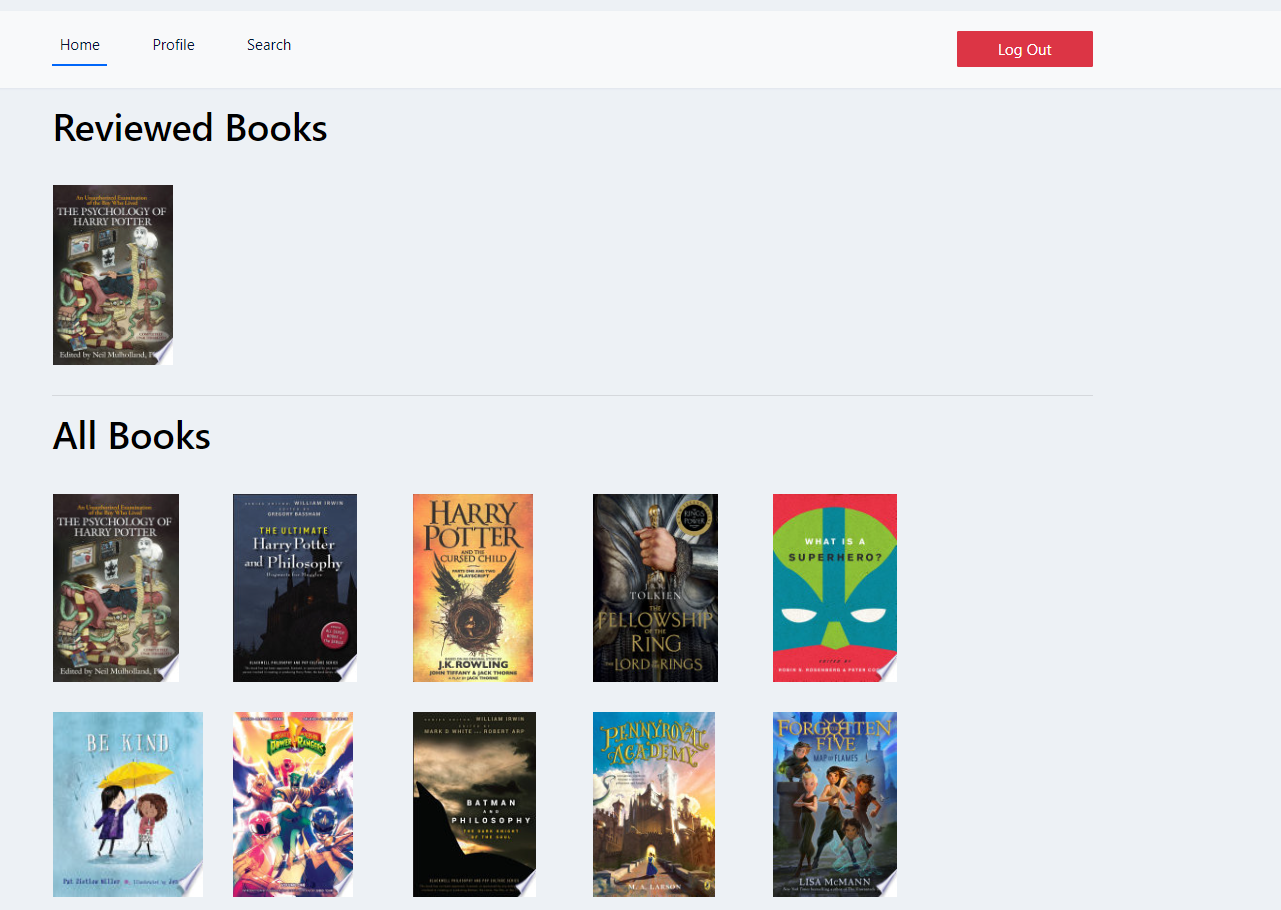 Home
Profile
Search
Log Out
Reviewed Books
An Unauthorized Examination
of the Boy Who Lived
THE PSYCHOLOGY OF
HARRY POTTER
Edited by Neil Mulholland,
All Books
An Unauthorized Examination
of the Boy Who Lived
THE PSYCHOLOGY OF
HARRY POTTER
Edited by Neil Mulholland,
SERIES EDITOR: WILLIAM IRWIN
EDITED BY
GREGORY BASSHAM
THE ULTIMATE
Harry Potter
and Philosophy
Hogwarts for Muggles
BLACKWELL PHILOSOPHY AND POP CULTURE SERIES
HARRY
POTTER
AND THE
CURSED CHILD
PARTS ONE AND TWO
PLAYSCRIPT
BASED ON AN ORIGINAL STORY BY
J.K. ROWLING
JOHN TIFFANY & JACK THORNE
A PLAY BY JACK THORNE
RINGS
POWER
TOLKIEN
THE
FELLOWSHIP
OF THE
RING
THE LORD OF THE RINGS
WHAT IS A
SUPERHERO?
EDITED BY
ROBIN S. ROSENBERG & PETER
BE KIND
Pat Zietlow Miller
Illustrated by
POWER RANGERS
SERIES EDITOR: WILLIAM IRWIN
EDITED BY
MARK D WHITE AND ROBERT ARP
BATMAN
AND
PHILOSOPHY
THE DARK KNIGHT
OF THE SOUL
BLACKWELL PHILOSOPHY AND POP CULTURE SERIES
PENNYROYAL
ACADEMY
M. A. LARSON
FORGOTTEN
FIVE
MAP OF FLAMES
LISA McMANN